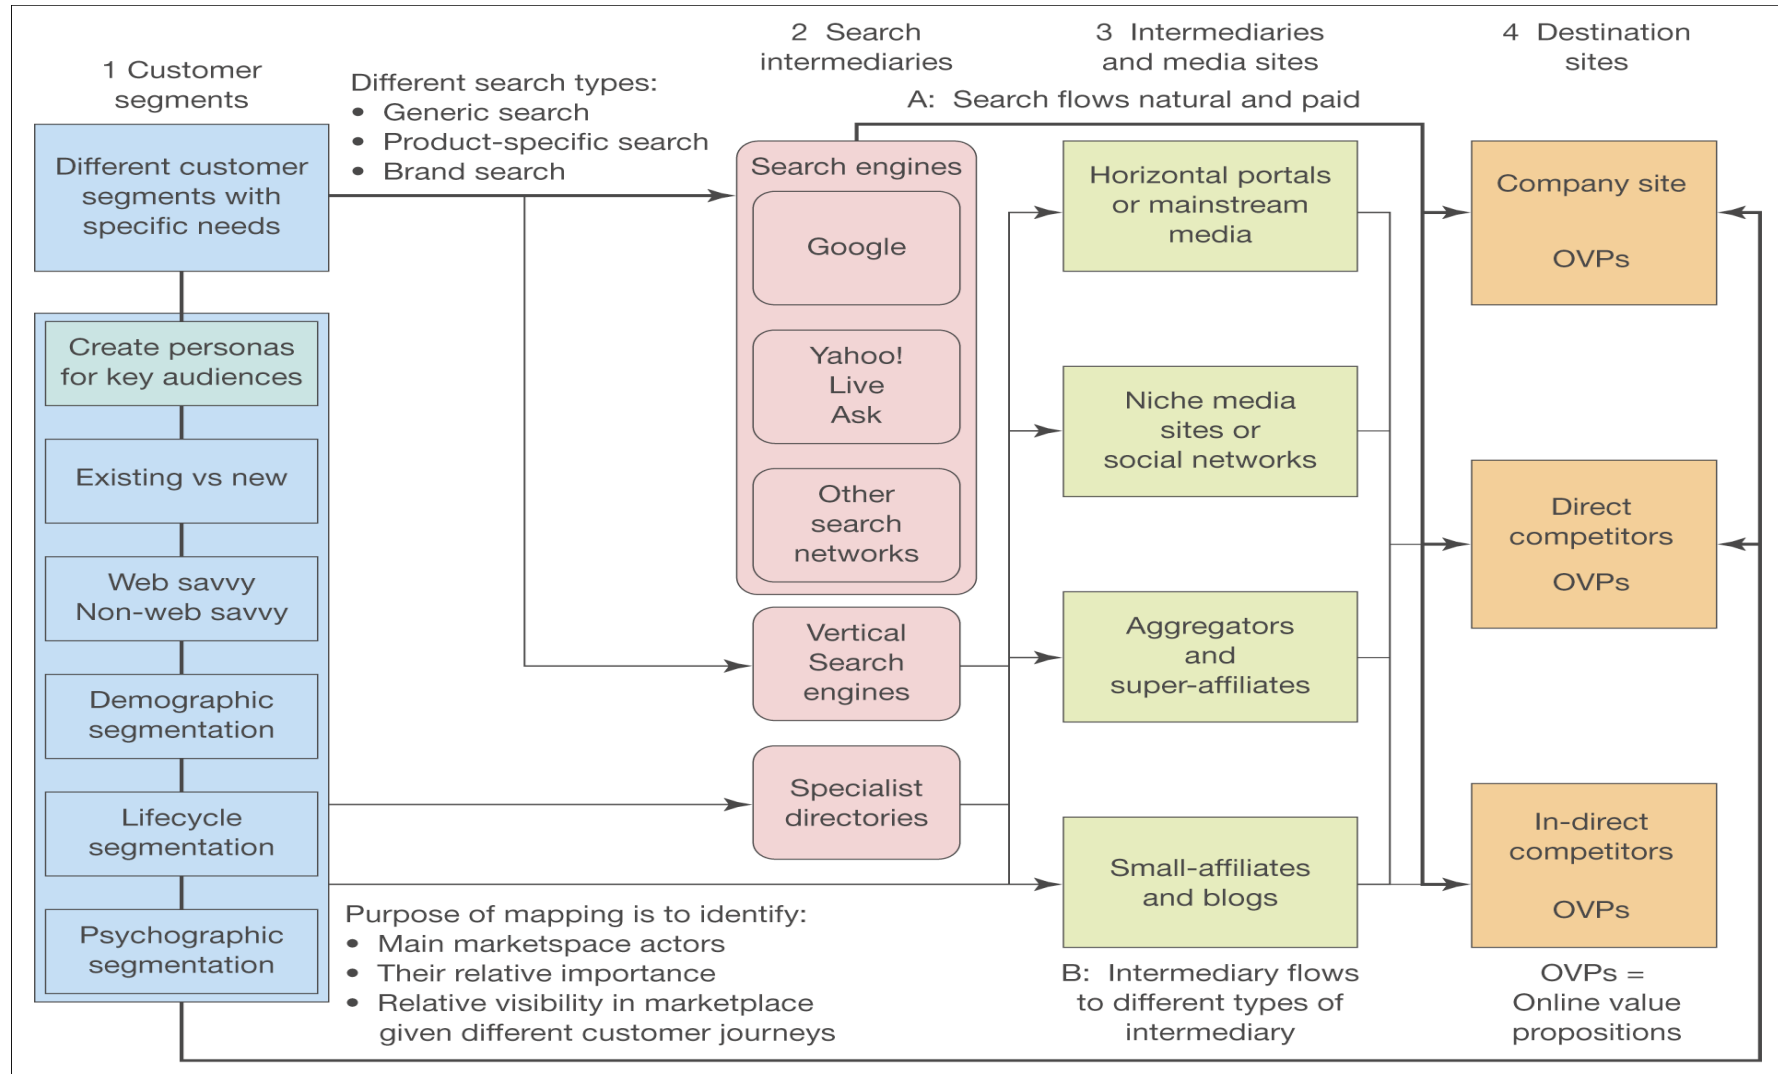 1 Customer
segments
Different customer
segments with
specific needs
Create personas
for key audiences
Existing vs new
Web savvy
Non-web savvy
Demographic
segmentation
Lifecycle
segmentation
Psychographic
segmentation
Different search types:
• Generic search
• Product-specific search
• Brand search
Purpose of mapping is to identify:
• Main marketspace actors
• Their relative importance
• Relative visibility in marketplace
given different customer journeys
2 Search
intermediaries
Search engines
Google
Yahoo!
Live
Ask
Other
search
networks
Vertical
Search
engines
Specialist
directories
3 Intermediaries
and media sites
A: Search flows natural and paid
Horizontal portals
or mainstream
media
Niche media
sites or
social networks
Aggregators
and
super-affiliates
Small-affiliates
and blogs
B: Intermediary flows
to different types of
intermediary
4 Destination
sites
Company site
OVPs
Direct
competitors
OVPs
In-direct
competitors
OVPs
OVPs =
Online value
propositions